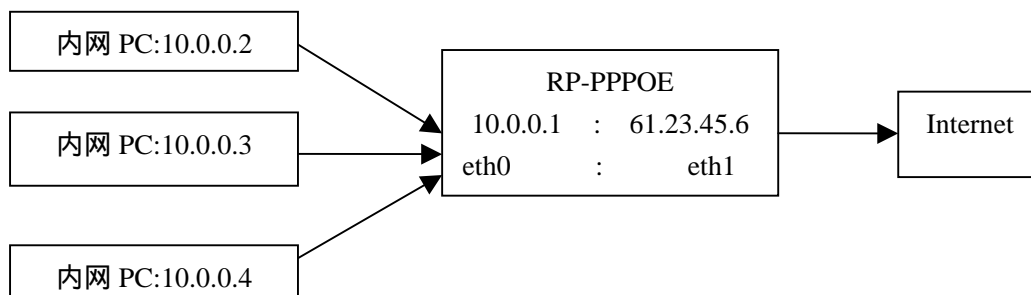 内网 PC:10.0.0.2
内网 PC:10.0.0.3
内网 PC:10.0.0.4
RP-PPPOE
10.0.0.1 : 61.23.45.6
eth0 : eth1
Internet